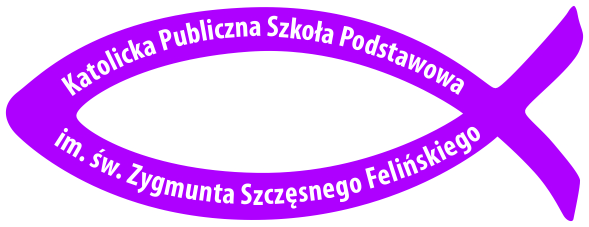 Katolicka Publiczna Szkoła Podstawowa
im. św. Zygmunta Szczęsnego Felińskiego